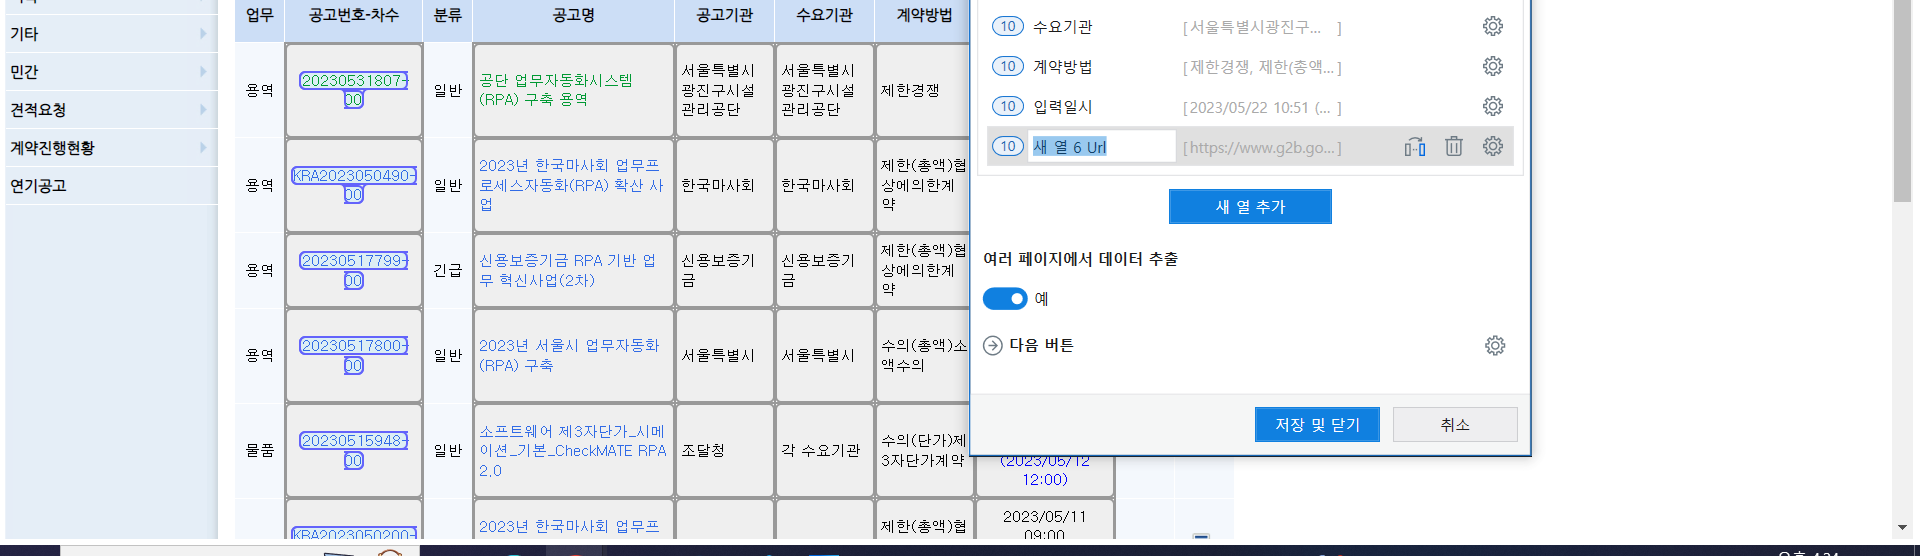 기타
민간
견적요청
계약진행현황
연기공고
업무 공고번호-차수 분류 공고명 공고기관 수요기관 계약방법
용역
20230531807-
00
일반
공단 업무자동화시스템
(RPA) 구축 용역
서울특별시
광진구시설
관리공단
서울특별시
광진구시설
관리공단
제한경쟁
용역
KRA2023050490-
00
일반
2023년 한국마사회 업무프
로세스자동화(RPA) 확산 사
업
한국마사회
한국마사회
제한(총액)협
상에의한계
약
용역
20230517799-
00
긴급
신용보증기금 RPA 기반 업
무 혁신사업(2차)
신용보증기
금
신용보증기
금
제한(총액)협
상에의한계
약
용역
20230517800-
00
일반
2023년 서울시 업무자동화
(RPA) 구축
서울특별시
서울특별시
수의(총액)소
액수의
물품
20230515948-
00
일반
소프트웨어 제3자단가_시메
이션_기본_CheckMATE RPA
2.0
조달청
각 수요기관
수의(단가)제
3자단가계약
(2023/05/12
12:00)
KRA2023050200-
2023년 한국마사회 업무프
제한(총액)협
2023/05/11
09:00
10 수요기관 [서울특별시광진구... ]
10 계약방법 [제한경쟁, 제한(총액... ]
10 입력일시 [2023/05/22 10:51 (... ]
10 새 열 6 Url [https://www.g2b.go... ]
새 열 추가
여러 페이지에서 데이터 추출
예
다음 버튼
저장 및 닫기 취소